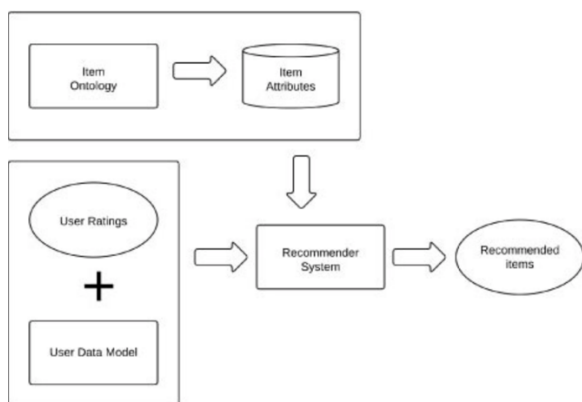 Item
Ontology
Item
Attributes
User Ratings
+
User Data Model
Recommender
System
Recommended
items